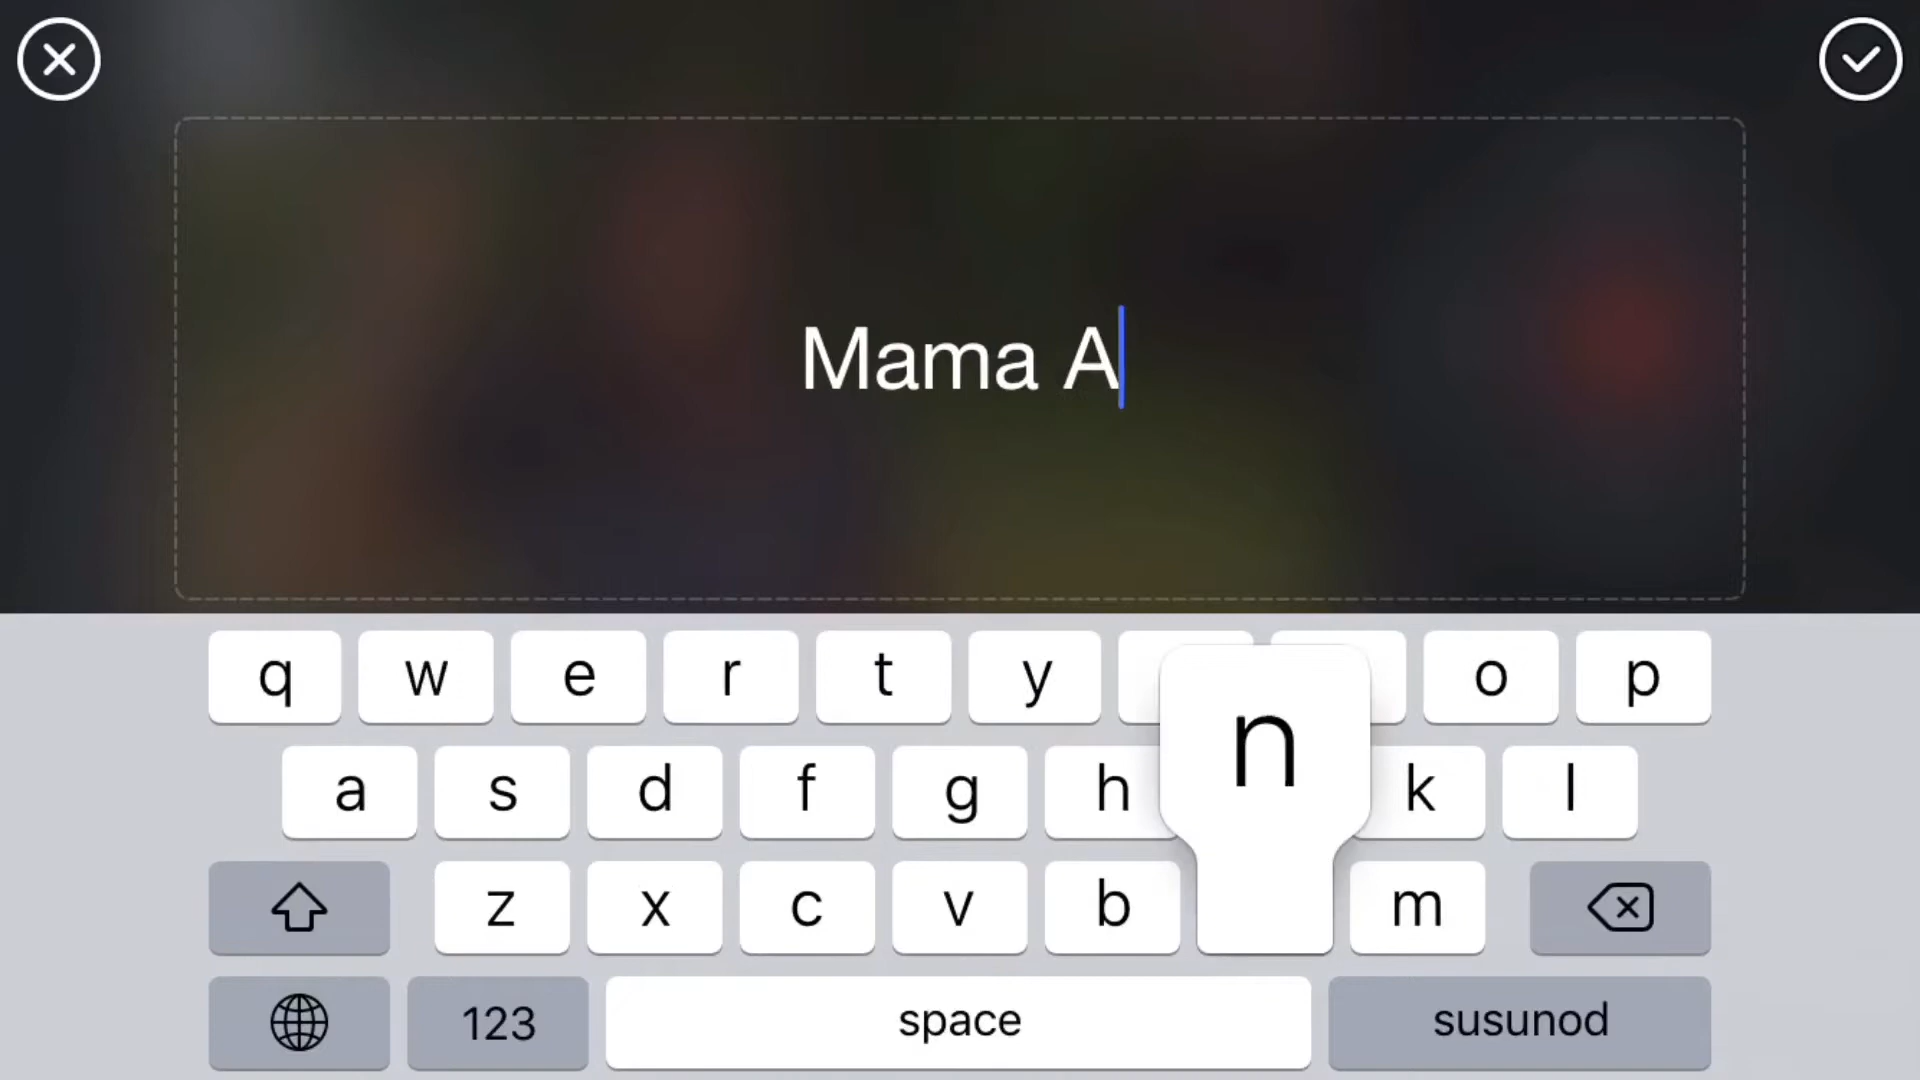 Mama A
q w e r t y o p
n
a s d f g h k l
z x c v b m
123 space susunod